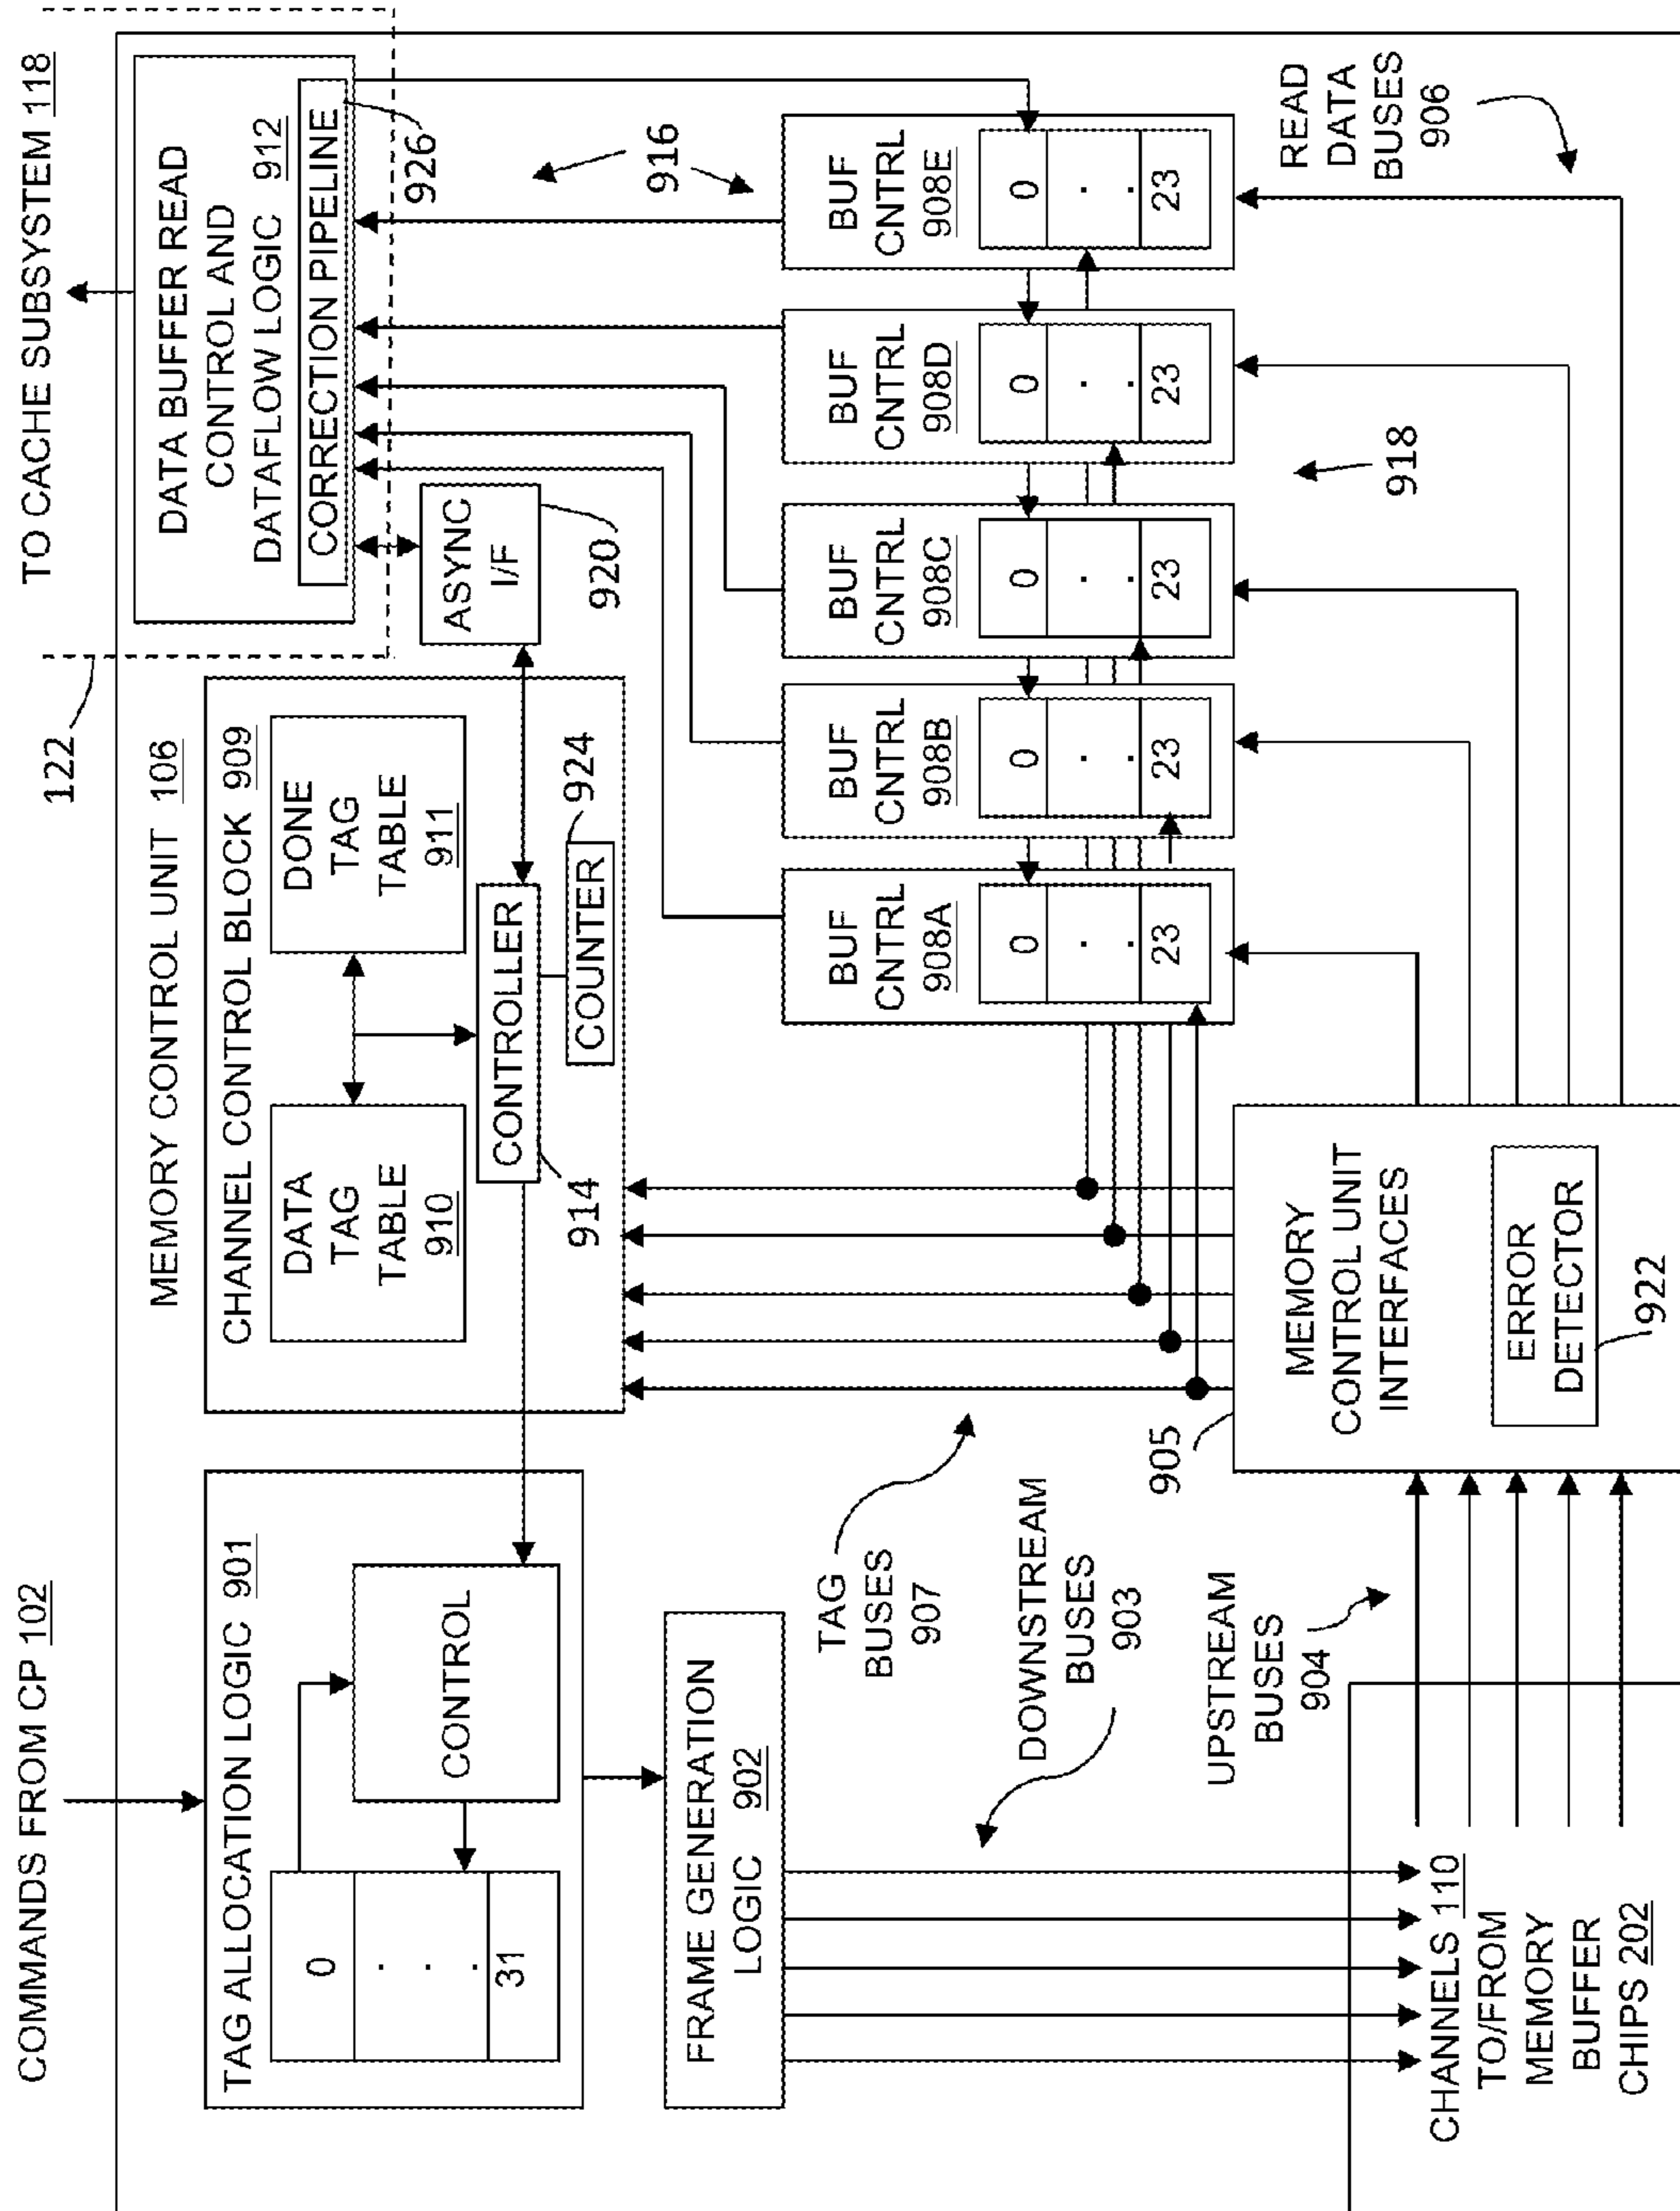 COMMANDS FROM CP 102
TO CACHE SUBSYSTEM 118
122
MEMORY CONTROL UNIT 106
TAG ALLOCATION LOGIC 901
0
.
.
.
31
CONTROL
FRAME GENERATION
LOGIC 902
CHANNEL CONTROL BLOCK 909
DATA
TAG
TABLE
910
DONE
TAG
TABLE
911
CONTROLLER
914
COUNTER
924
DATA BUFFER READ
CONTROL AND
DATAFLOW LOGIC 912
CORRECTION PIPELINE
926
ASYNC
I/F
920
916
BUF
CNTRL
908A
0
.
.
23
BUF
CNTRL
908B
0
.
.
23
BUF
CNTRL
908C
0
.
.
23
BUF
CNTRL
908D
0
.
.
23
BUF
CNTRL
908E
0
.
.
23
918
TAG
BUSES
907
DOWNSTREAM
BUSES
903
UPSTREAM
BUSES
904
905
MEMORY
CONTROL UNIT
INTERFACES
ERROR
DETECTOR
922
READ
DATA
BUSES
906
CHANNELS 110
TO/FROM
MEMORY
BUFFER
CHIPS 202